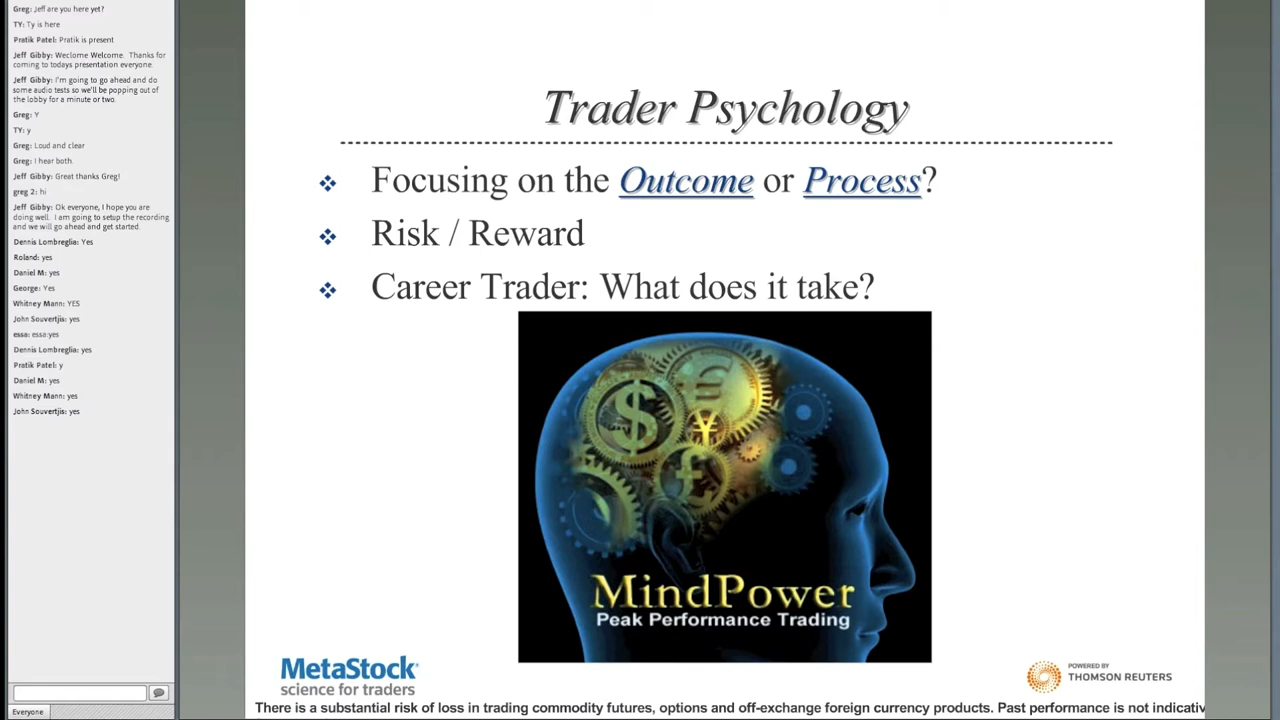 Greg: Jeff are you here yet?
TY: Ty is here
Pratik Patel: Pratik is present
Jeff Gibby: Weclome Welcome. Thanks for
coming to todays presentation everyone.
Jeff Gibby: I'm going to go ahead and do
some audio tests so we'll be popping out of
the lobby for a minute or two.
Greg: Y
TY: y
Greg: Loud and clear
Greg: I hear both.
Jeff Gibby: Great thanks Greg!
greg 2: hi
Jeff Gibby: Ok everyone, I hope you are
doing well. I am going to setup the recording
and we will go ahead and get started.
Dennis Lombreglia: Yes
Roland: yes
Daniel M: yes
George: Yes
Whitney Mann: YES
John Souvertjis: yes
essa: essa:yes
Dennis Lombreglia: yes
Pratik Patel: y
Daniel M: yes
Whitney Mann: yes
John Souvertjis: yes
Everyone
Trader Psychology
Focusing on the Outcome or Process?
Risk / Reward
Career Trader: What does it take?
$
€
¥
£
MindPower
Peak Performance Trading
MetaStock
science for traders
POWERED BY
THOMSON REUTERS
There is a substantial risk of loss in trading commodity futures, options and off-exchange foreign currency products. Past performance is not indicativ